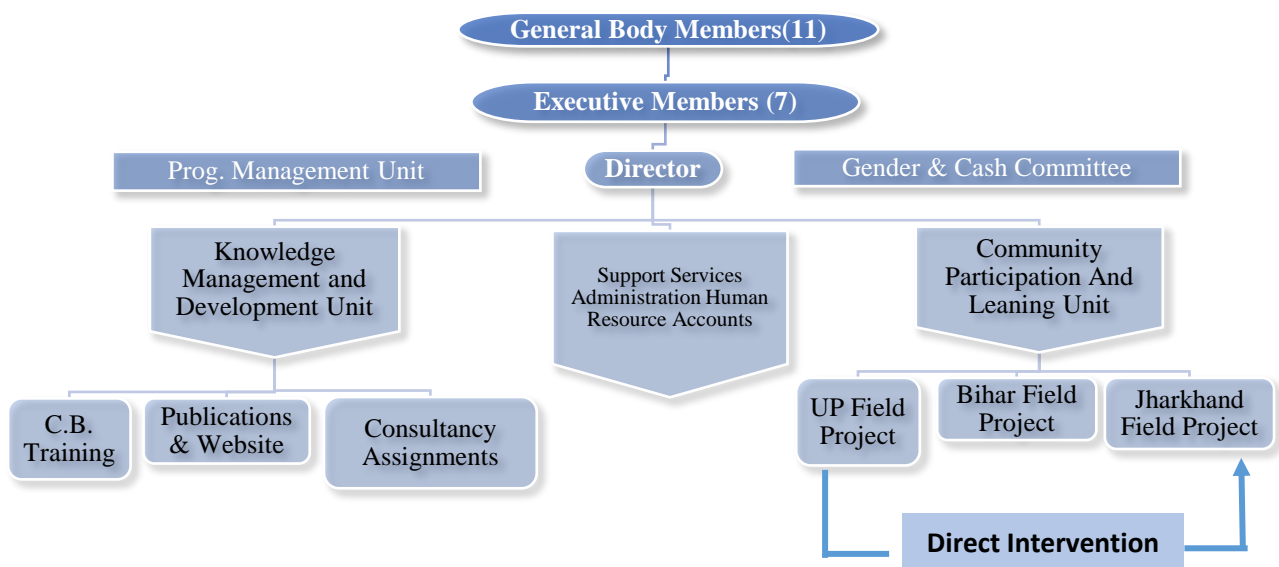 General Body Members(11)
Executive Members (7)
Prog. Management Unit
Director
Gender & Cash Committee
Knowledge
Management and
Development Unit
Support Services
Administration Human
Resource Accounts
Community
Participation And
Leaning Unit
C.B.
Training
Publications
& Website
Consultancy
Assignments
UP Field
Project
Bihar Field
Project
Jharkhand
Field Project
Direct Intervention